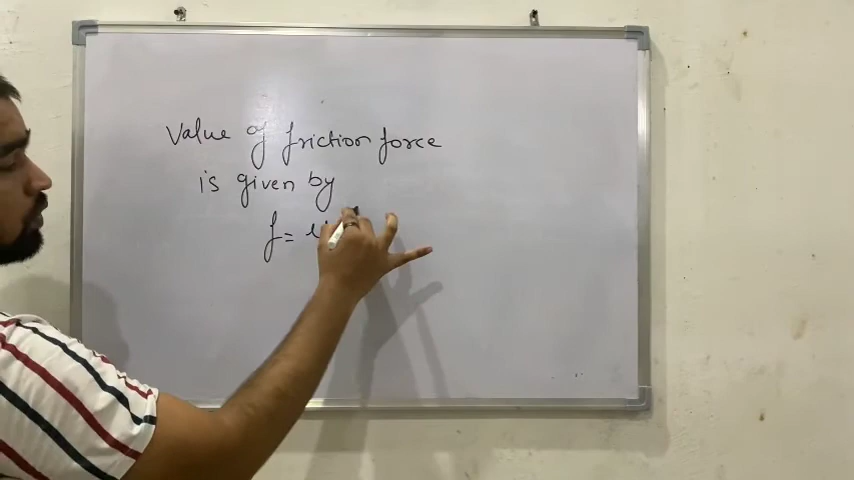 Value of friction force
is given by
f =